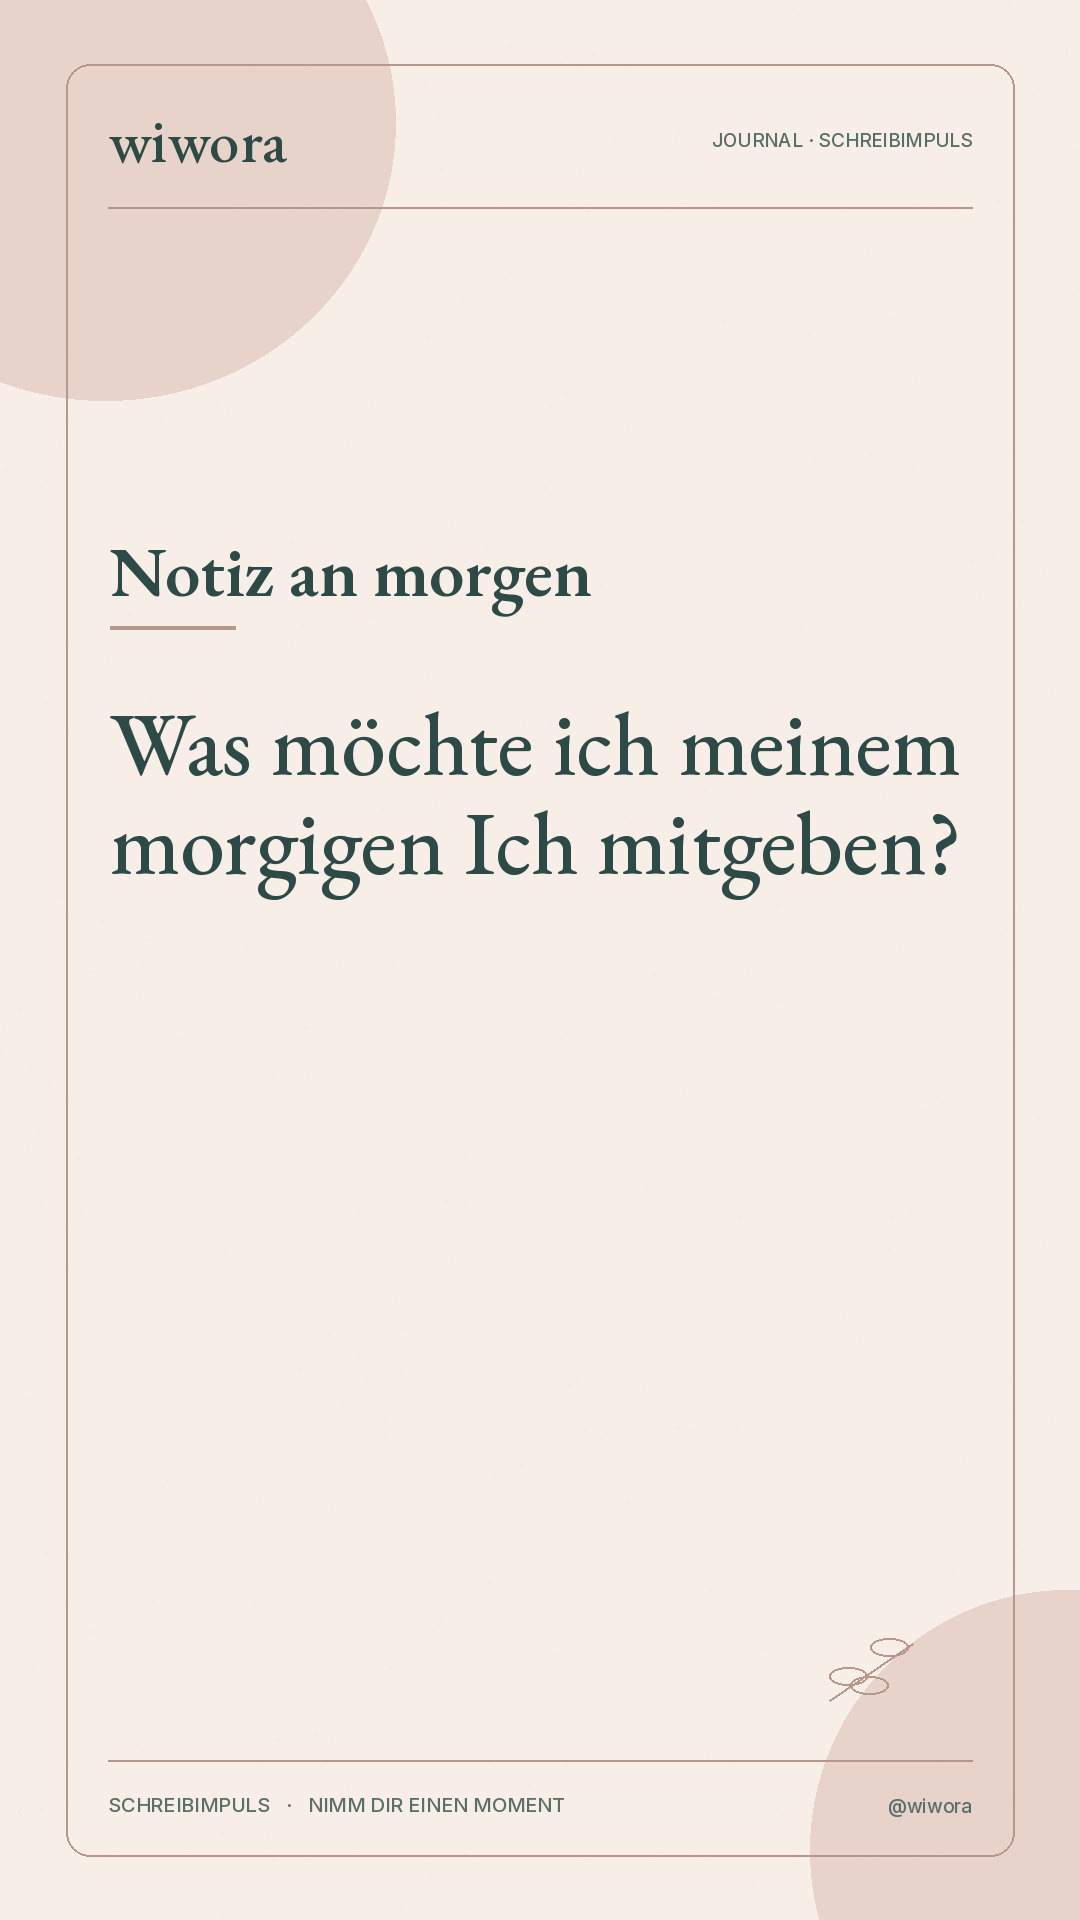 wiwora
JOURNAL · SCHREIBIMPULS
Notiz an morgen
Was möchte ich meinem
morgigen Ich mitgeben?
SCHREIBIMPULS · NIMM DIR EINEN MOMENT
@wiwora